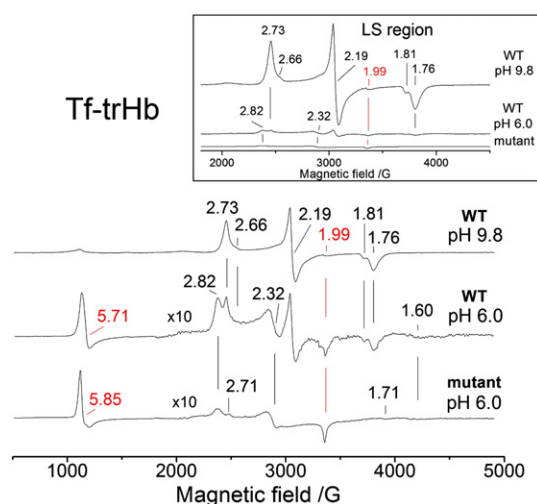 LS region
2.73
2.66
2.19
1.99
1.81
1.76
WT
pH 9.8
2.82
2.32
WT
pH 6.0
mutant
2000 3000 4000
Magnetic field /G
Tf-trHb
2.73
2.66
2.19
1.99
1.81
1.76
WT
pH 9.8
5.71
x10
2.82
2.32
1.60
WT
pH 6.0
5.85
x10
2.71
1.71
mutant
pH 6.0
1000 2000 3000 4000
Magnetic field /G